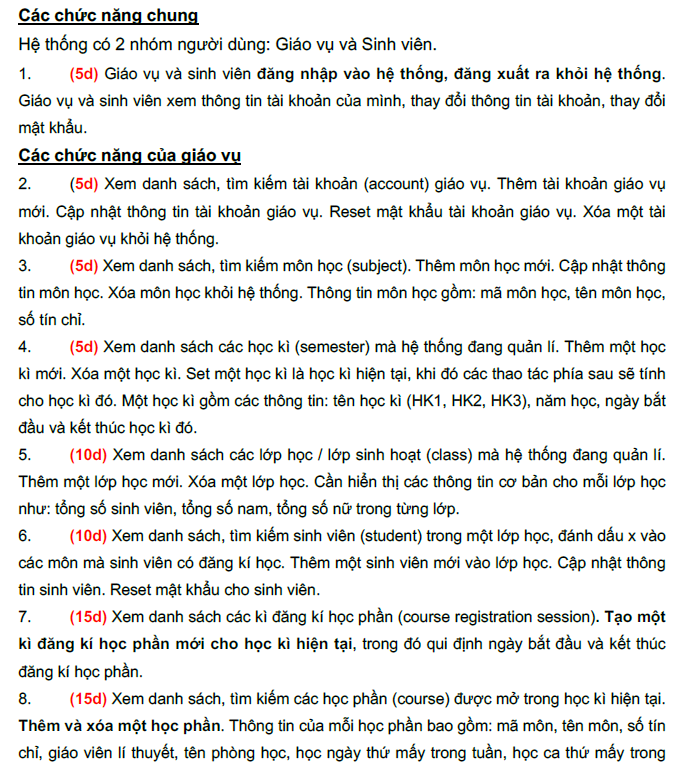 Các chức năng chung
Hệ thống có 2 nhóm người dùng: Giáo vụ và Sinh viên.
1. (5d) Giáo vụ và sinh viên đăng nhập vào hệ thống, đăng xuất ra khỏi hệ thống.
Giáo vụ và sinh viên xem thông tin tài khoản của mình, thay đổi thông tin tài khoản, thay đổi
mật khẩu.
Các chức năng của giáo vụ
2. (5d) Xem danh sách, tìm kiếm tài khoản (account) giáo vụ. Thêm tài khoản giáo vụ
mới. Cập nhật thông tin tài khoản giáo vụ. Reset mật khẩu tài khoản giáo vụ. Xóa một tài
khoản giáo vụ khỏi hệ thống.
3. (5d) Xem danh sách, tìm kiếm môn học (subject). Thêm môn học mới. Cập nhật thông
tin môn học. Xóa môn học khỏi hệ thống. Thông tin môn học gồm: mã môn học, tên môn học,
số tín chỉ.
4. (5d) Xem danh sách các học kì (semester) mà hệ thống đang quản lí. Thêm một học
kì mới. Xóa một học kì. Set một học kì là học kì hiện tại, khi đó các thao tác phía sau sẽ tính
cho học kì đó. Một học kì gồm các thông tin: tên học kì (HK1, HK2, HK3), năm học, ngày bắt
đầu và kết thúc học kì đó.
5. (10d) Xem danh sách các lớp học / lớp sinh hoạt (class) mà hệ thống đang quản lí.
Thêm một lớp học mới. Xóa một lớp học. Cần hiển thị các thông tin cơ bản cho mỗi lớp học
như: tổng số sinh viên, tổng số nam, tổng số nữ trong từng lớp.
6. (10d) Xem danh sách, tìm kiếm sinh viên (student) trong một lớp học, đánh dấu x vào
các môn mà sinh viên có đăng kí học. Thêm một sinh viên mới vào lớp học. Cập nhật thông
tin sinh viên. Reset mật khẩu cho sinh viên.
7. (15d) Xem danh sách các kì đăng kí học phần (course registration session). Tạo một
kì đăng kí học phần mới cho học kì hiện tại, trong đó qui định ngày bắt đầu và kết thúc
đăng kí học phần.
8. (15d) Xem danh sách, tìm kiếm các học phần (course) được mở trong học kì hiện tại.
Thêm và xóa một học phần. Thông tin của mỗi học phần bao gồm: mã môn, tên môn, số tín
chỉ, giáo viên lí thuyết, tên phòng học, học ngày thứ mấy trong tuần, học ca thứ mấy trong